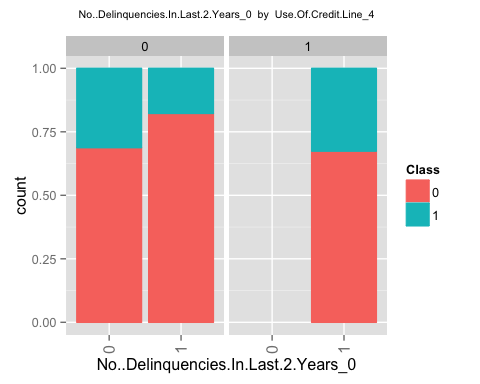 No..Delinquencies.In.Last.2.Years_0 by Use.Of.Credit.Line_4
0 1
1.00
0.75
0.50
0.25
0.00
count
0 1 0 1
No..Delinquencies.In.Last.2.Years_0
Class
0
1